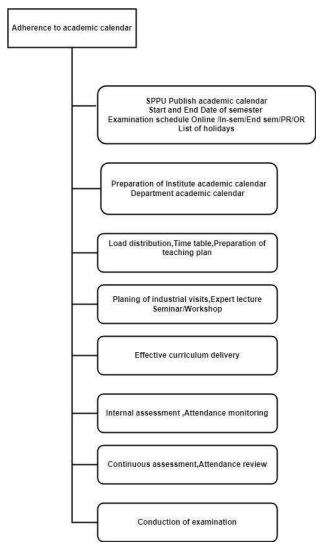 Adherence to academic calendar
SPPU Publish academic calendar
Start and End Date of semester
Examination schedule Online /In-sem/End sem/PR/OR
List of holidays
Preparation of Institute academic calendar
Department academic calendar
Load distribution,Time table,Preparation of
teaching plan
Planing of industrial visits,Expert lecture
Seminar/Workshop
Effective curriculum delivery
Internal assessment ,Attendance monitoring
Continuous assessment,Attendance review
Conduction of examination